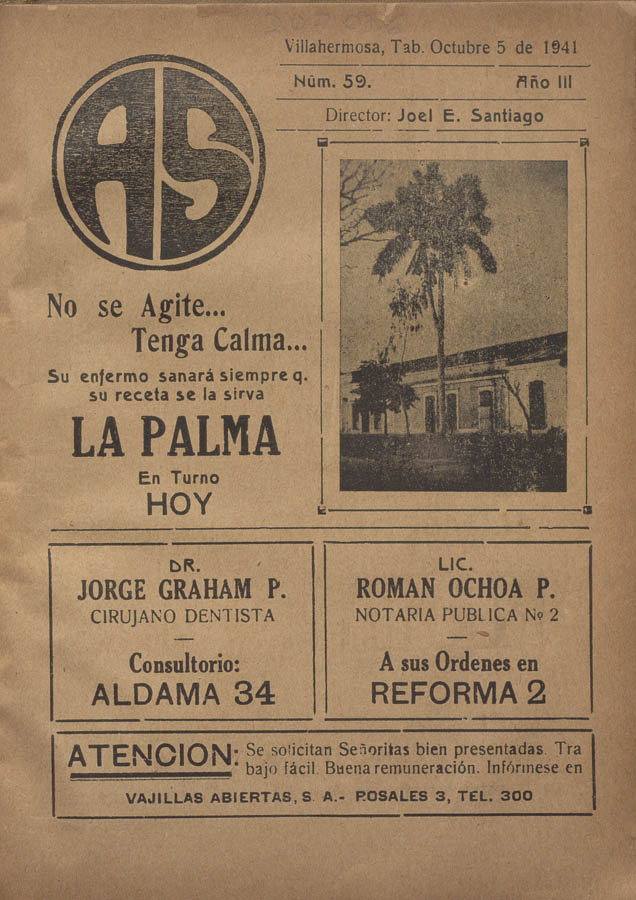 Villahermosa, Tab. Octubre 5 de 1941
Núm. 59. Año III
Director: Joel E. Santiago
AS
No se Agite...
Tenga Calma...
Su enfermo sanará siempre q.
su receta se la sirva
LA PALMA
En Turno
HOY
DR.
JORGE GRAHAM P.
CIRUJANO DENTISTA
Consultorio:
ALDAMA 34
LIC.
ROMAN OCHOA P.
NOTARIA PUBLICA Nº 2
A sus Ordenes en
REFORMA 2
ATENCION: Se solicitan Señoritas bien presentadas. Tra
bajo fácil. Buena remuneración. Infórmese en
VAJILLAS ABIERTAS, S. A.- ROSALES 3, TEL. 300